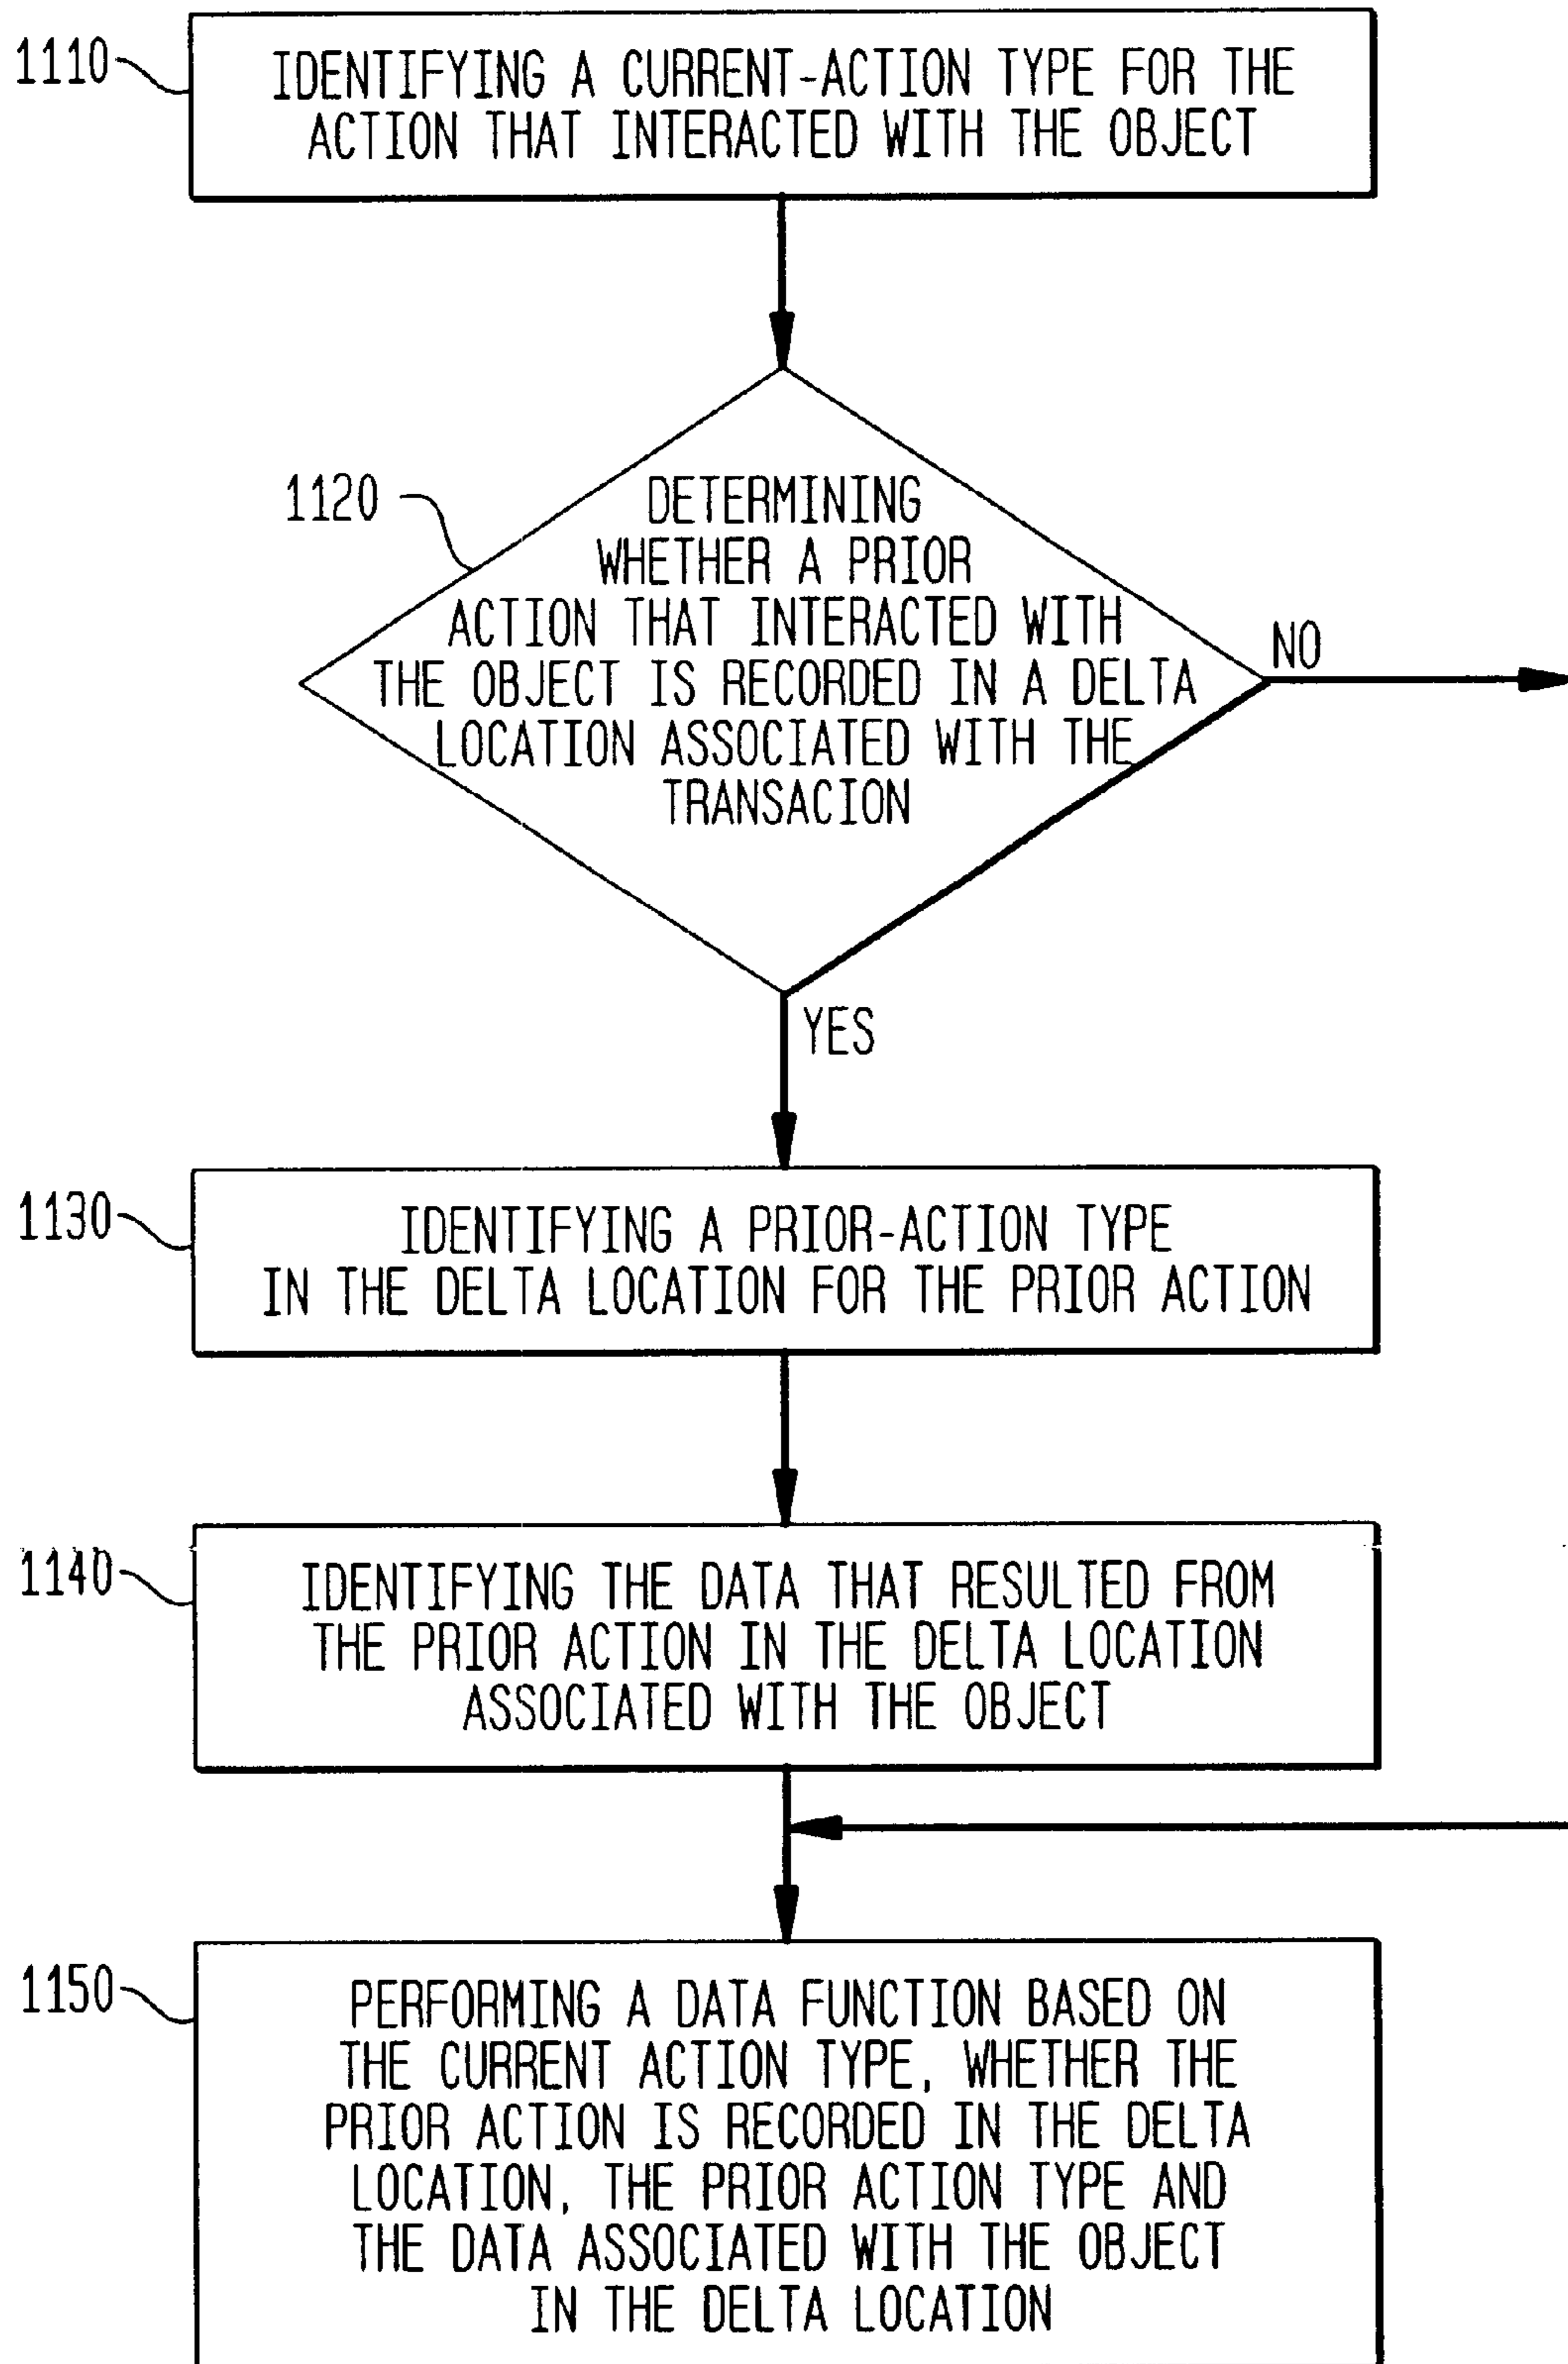 1110
IDENTIFYING A CURRENT-ACTION TYPE FOR THE
ACTION THAT INTERACTED WITH THE OBJECT
1120
DETERMINING
WHETHER A PRIOR
ACTION THAT INTERACTED WITH
THE OBJECT IS RECORDED IN A DELTA
LOCATION ASSOCIATED WITH THE
TRANSACION
NO
YES
1130
IDENTIFYING A PRIOR-ACTION TYPE
IN THE DELTA LOCATION FOR THE PRIOR ACTION
1140
IDENTIFYING THE DATA THAT RESULTED FROM
THE PRIOR ACTION IN THE DELTA LOCATION
ASSOCIATED WITH THE OBJECT
1150
PERFORMING A DATA FUNCTION BASED ON
THE CURRENT ACTION TYPE, WHETHER THE
PRIOR ACTION IS RECORDED IN THE DELTA
LOCATION, THE PRIOR ACTION TYPE AND
THE DATA ASSOCIATED WITH THE OBJECT
IN THE DELTA LOCATION